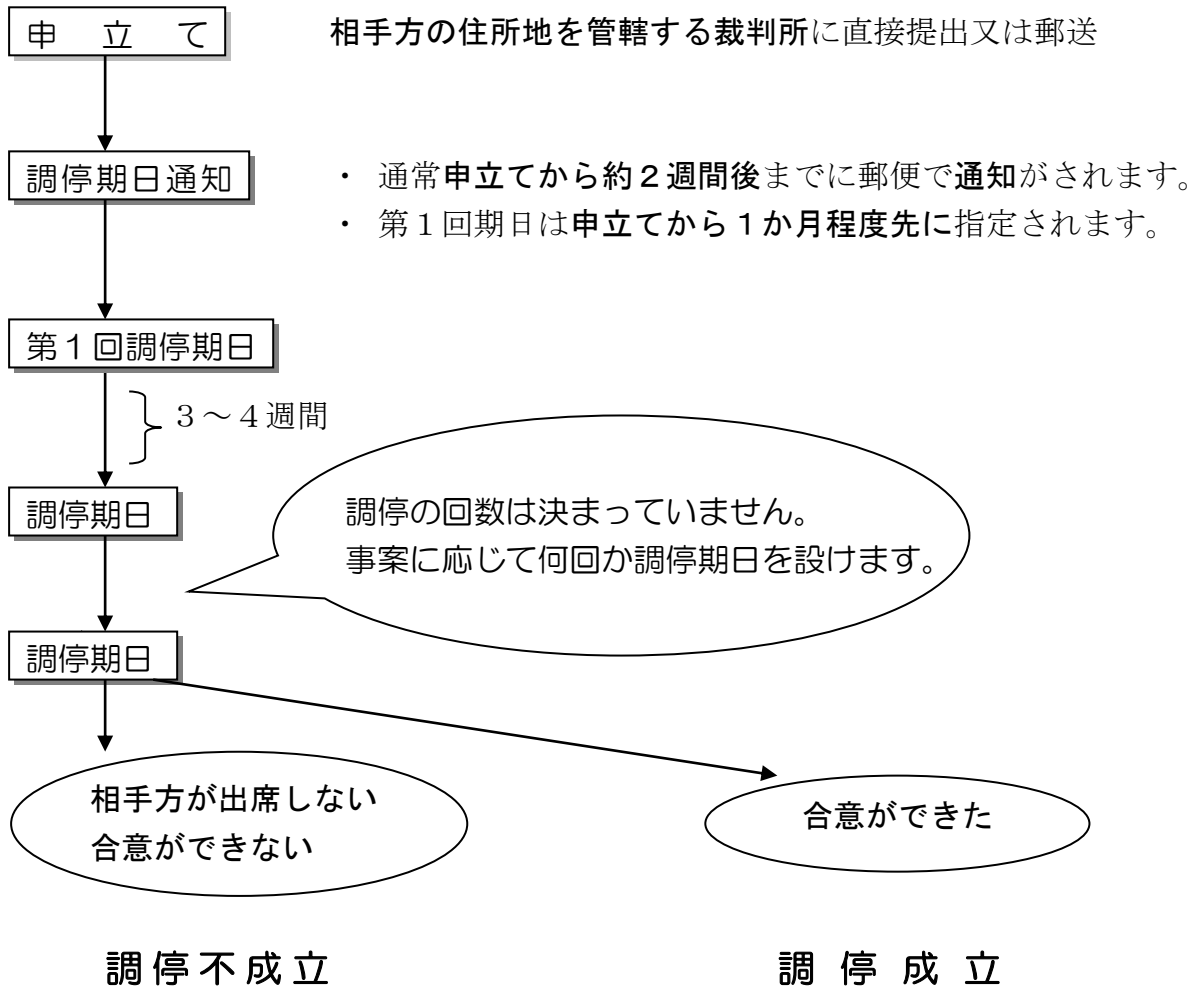 申　立　て
相手方の住所地を管轄する裁判所に直接提出又は郵送
調停期日通知
・ 通常申立てから約２週間後までに郵便で通知がされます。
・ 第１回期日は申立てから１か月程度先に指定されます。
第１回調停期日
３～４週間
調停期日
調停の回数は決まっていません。
事案に応じて何回か調停期日を設けます。
調停期日
相手方が出席しない
合意ができない
合意ができた
調停不成立
調 停 成 立